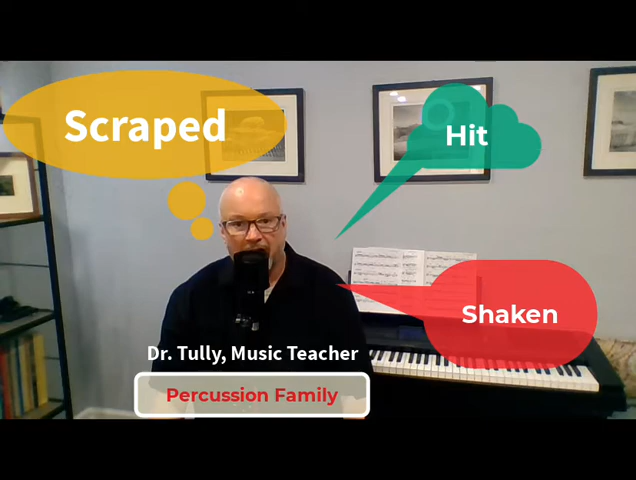 Scraped
Hit
Shaken
Dr. Tully, Music Teacher
Percussion Family